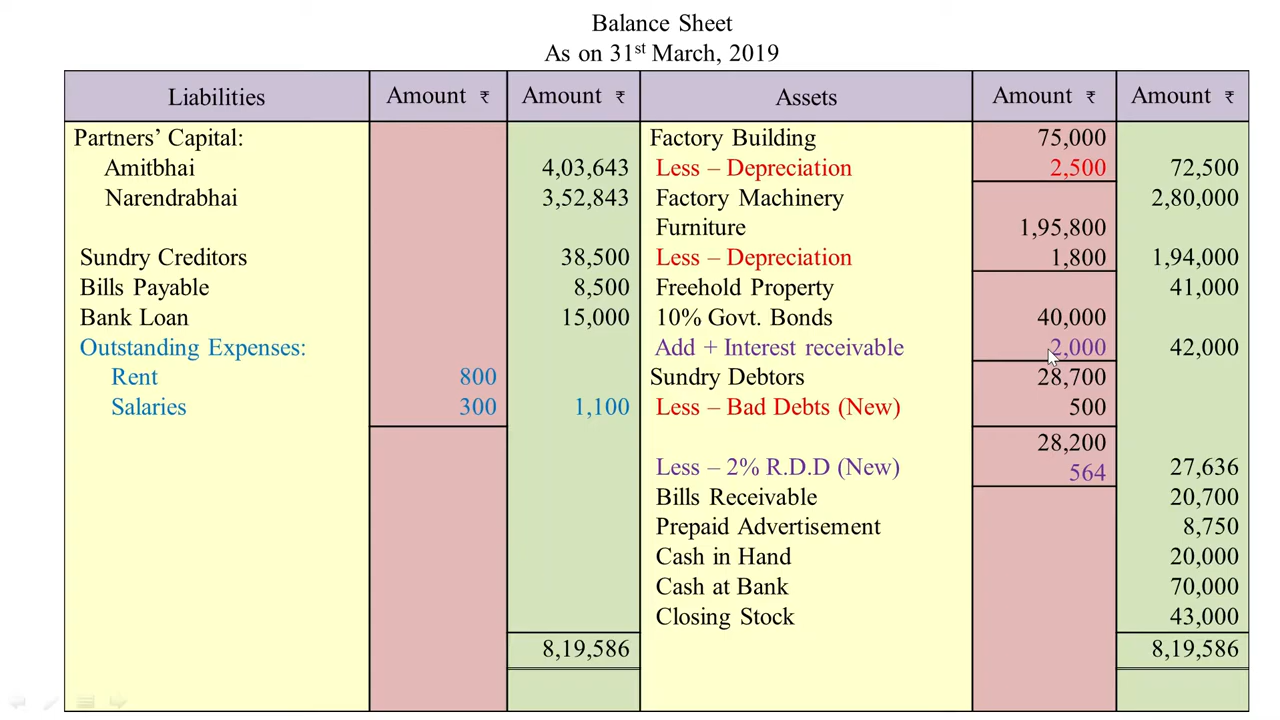 Balance Sheet
As on 31st March, 2019
Liabilities Amount ₹ Amount ₹ Assets Amount ₹ Amount ₹
Partners’ Capital: Factory Building 75,000
Amitbhai 4,03,643 Less – Depreciation 2,500 72,500
Narendrabhai 3,52,843 Factory Machinery 2,80,000
Furniture 1,95,800
Sundry Creditors 38,500 Less – Depreciation 1,800 1,94,000
Bills Payable 8,500 Freehold Property 41,000
Bank Loan 15,000 10% Govt. Bonds 40,000
Outstanding Expenses: Add + Interest receivable 2,000 42,000
Rent 800 Sundry Debtors 28,700
Salaries 300 1,100 Less – Bad Debts (New) 500
28,200
Less – 2% R.D.D (New) 564 27,636
Bills Receivable 20,700
Prepaid Advertisement 8,750
Cash in Hand 20,000
Cash at Bank 70,000
Closing Stock 43,000
8,19,586 8,19,586